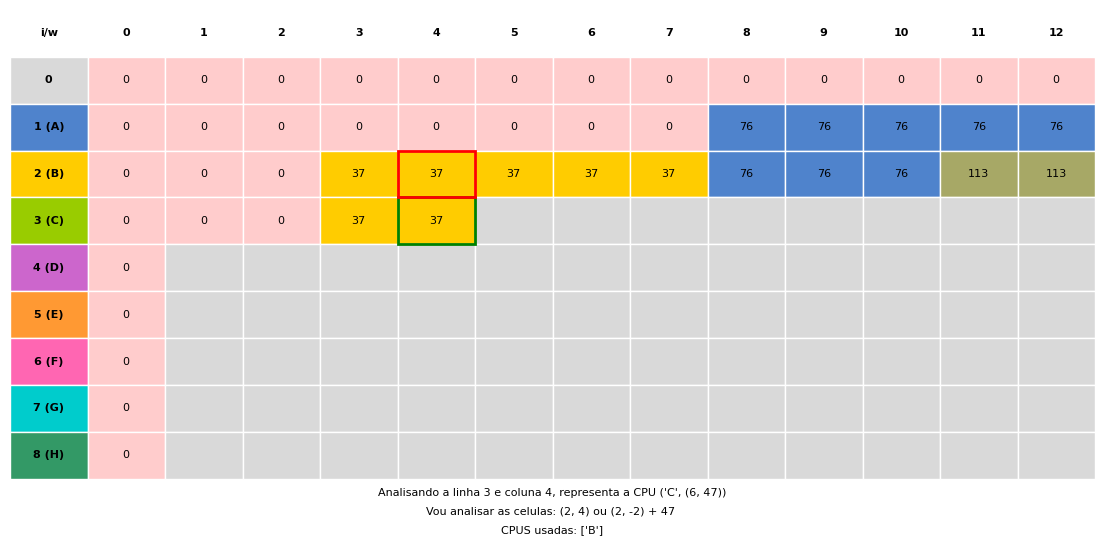 i/w 0 1 2 3 4 5 6 7 8 9 10 11 12
0 0 0 0 0 0 0 0 0 0 0 0 0 0
1 (A) 0 0 0 0 0 0 0 0 76 76 76 76 76
2 (B) 0 0 0 37 37 37 37 37 76 76 76 113 113
3 (C) 0 0 0 37 37
4 (D) 0
5 (E) 0
6 (F) 0
7 (G) 0
8 (H) 0
Analisando a linha 3 e coluna 4, representa a CPU ('C', (6, 47))
Vou analisar as celulas: (2, 4) ou (2, -2) + 47
CPUS usadas: ['B']